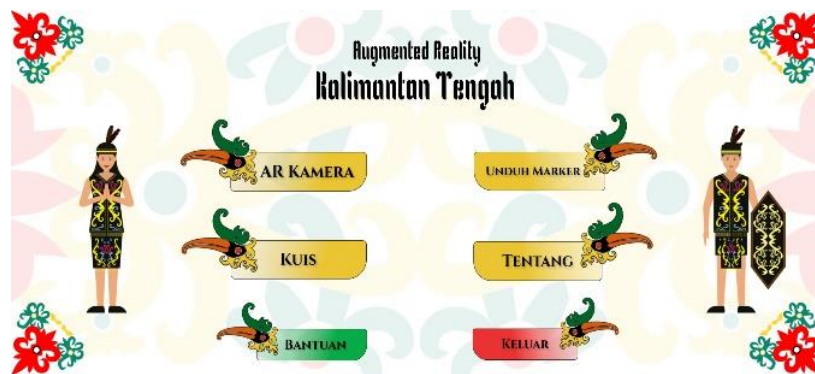 Augmented Reality
Kalimantan Tengah
AR KAMERA
UNDUH MARKER
KUIS
TENTANG
BANTUAN
KELUAR